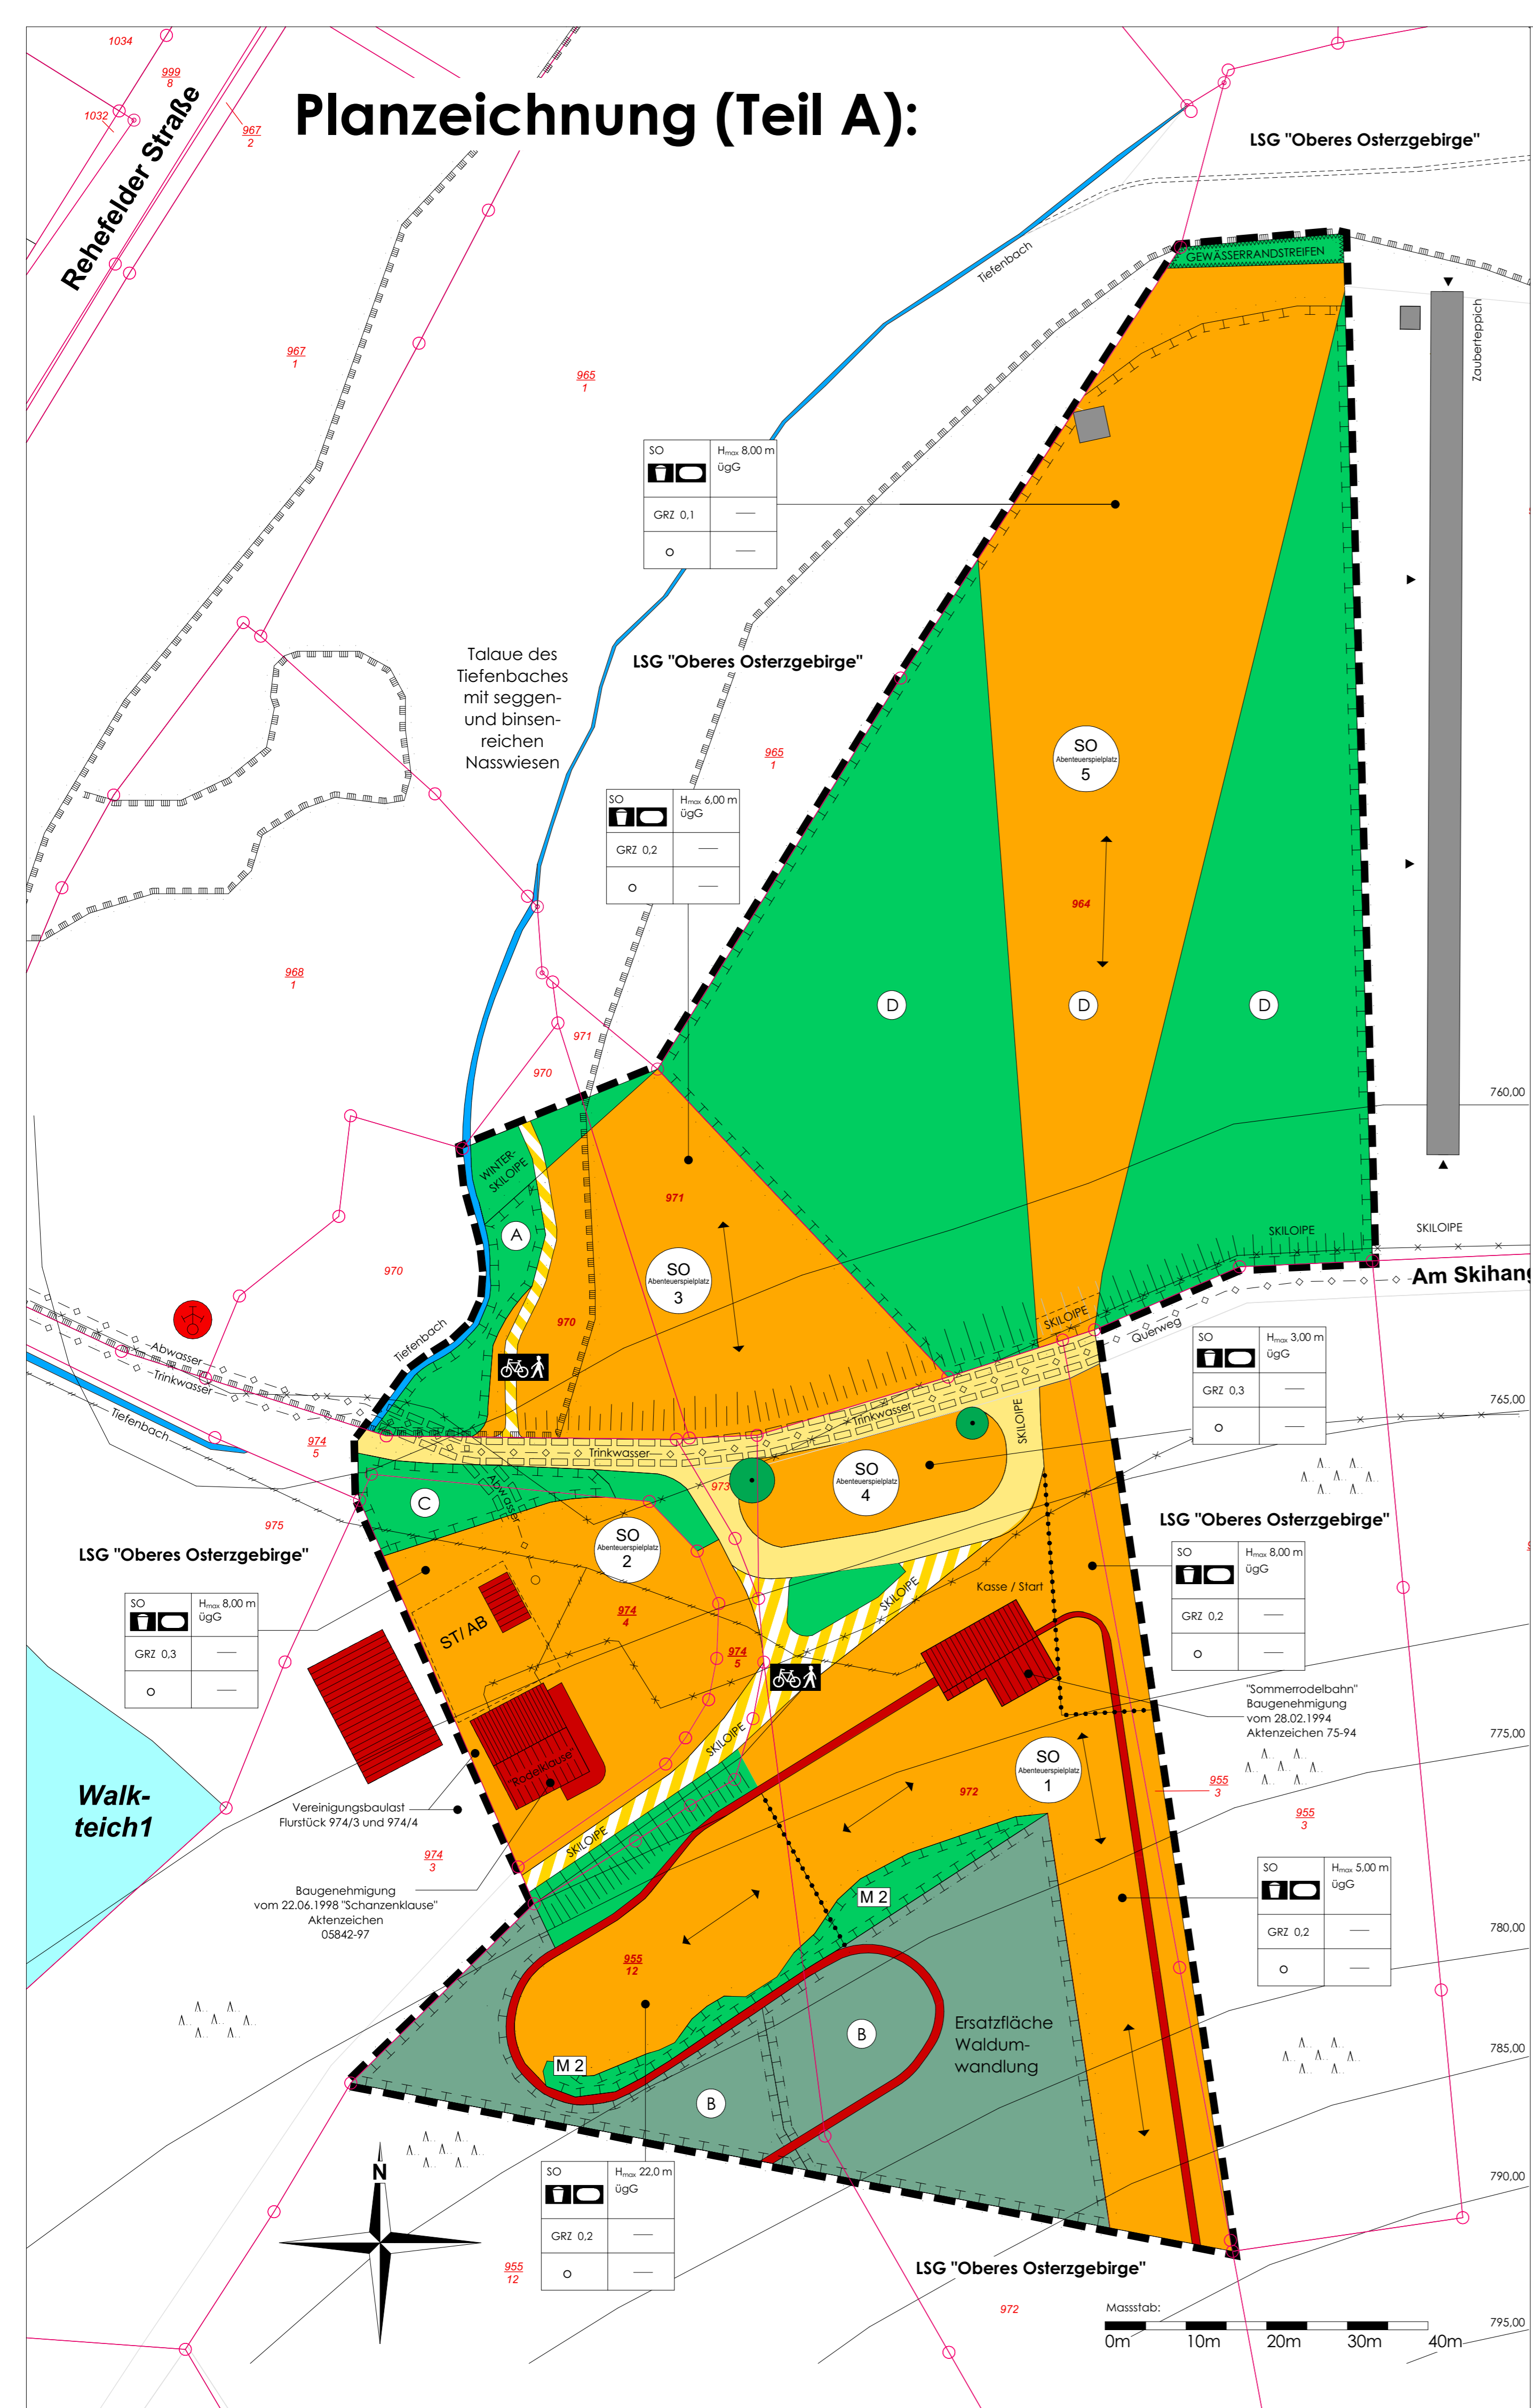 Planzeichnung (Teil A):
1034
999
8
1032
967
2
Rehefelder Straße
LSG "Oberes Osterzgebirge"
Tiefenbach
GEWÄSSERRANDSTREIFEN
Zauberteppich
967
1
965
1
SO
Hmax 8,00 m
ügG
GRZ 0,1
o
Talaue des
Tiefenbaches
mit seggen-
und binsen-
reichen
Nasswiesen
LSG "Oberes Osterzgebirge"
965
1
SO
Abenteuerspielplatz
5
SO
Hmax 6,00 m
ügG
GRZ 0,2
o
964
968
1
D
D
D
971
970
760,00
WINTER-
SKILOIPE
971
A
SO
Abenteuerspielplatz
3
970
970
SKILOIPE
SKILOIPE
Am Skihang
SKILOIPE
Querweg
Tiefenbach
Abwasser
Trinkwasser
Tiefenbach
SO
Hmax 3,00 m
ügG
GRZ 0,3
o
765,00
974
5
Trinkwasser
Trinkwasser
SKILOIPE
Abwasser
973
SO
Abenteuerspielplatz
4
C
975
LSG "Oberes Osterzgebirge"
SO
Abenteuerspielplatz
2
LSG "Oberes Osterzgebirge"
SO
Hmax 8,00 m
ügG
GRZ 0,2
o
SO
Hmax 8,00 m
ügG
GRZ 0,3
o
Kasse / Start
SKILOIPE
974
4
ST/ AB
974
5
"Sommerrodelbahn"
Baugenehmigung
vom 28.02.1994
Aktenzeichen 75-94
775,00
SKILOIPE
"Rodelklause"
SO
Abenteuerspielplatz
1
972
955
3
955
3
Walk-
teich1
Vereinigungsbaulast
Flurstück 974/3 und 974/4
SKILOIPE
974
3
SO
Hmax 5,00 m
ügG
GRZ 0,2
o
Baugenehmigung
vom 22.06.1998 "Schanzenklause"
Aktenzeichen
05842-97
M 2
780,00
955
12
Ersatzfläche
Waldum-
wandlung
B
785,00
M 2
B
N
SO
Hmax 22,0 m
ügG
GRZ 0,2
o
790,00
955
12
LSG "Oberes Osterzgebirge"
972
Massstab:
795,00
0m 10m 20m 30m 40m